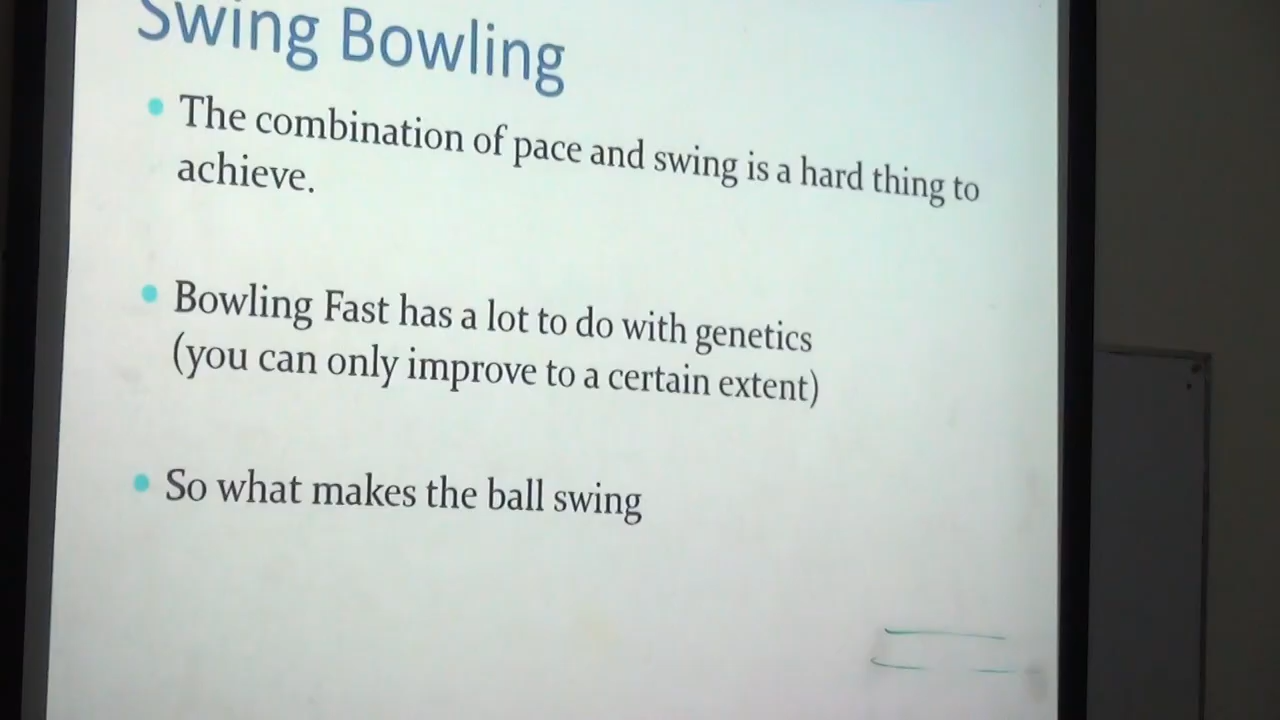 Swing Bowling
• The combination of pace and swing is a hard thing to
achieve.
• Bowling Fast has a lot to do with genetics
(you can only improve to a certain extent)
• So what makes the ball swing